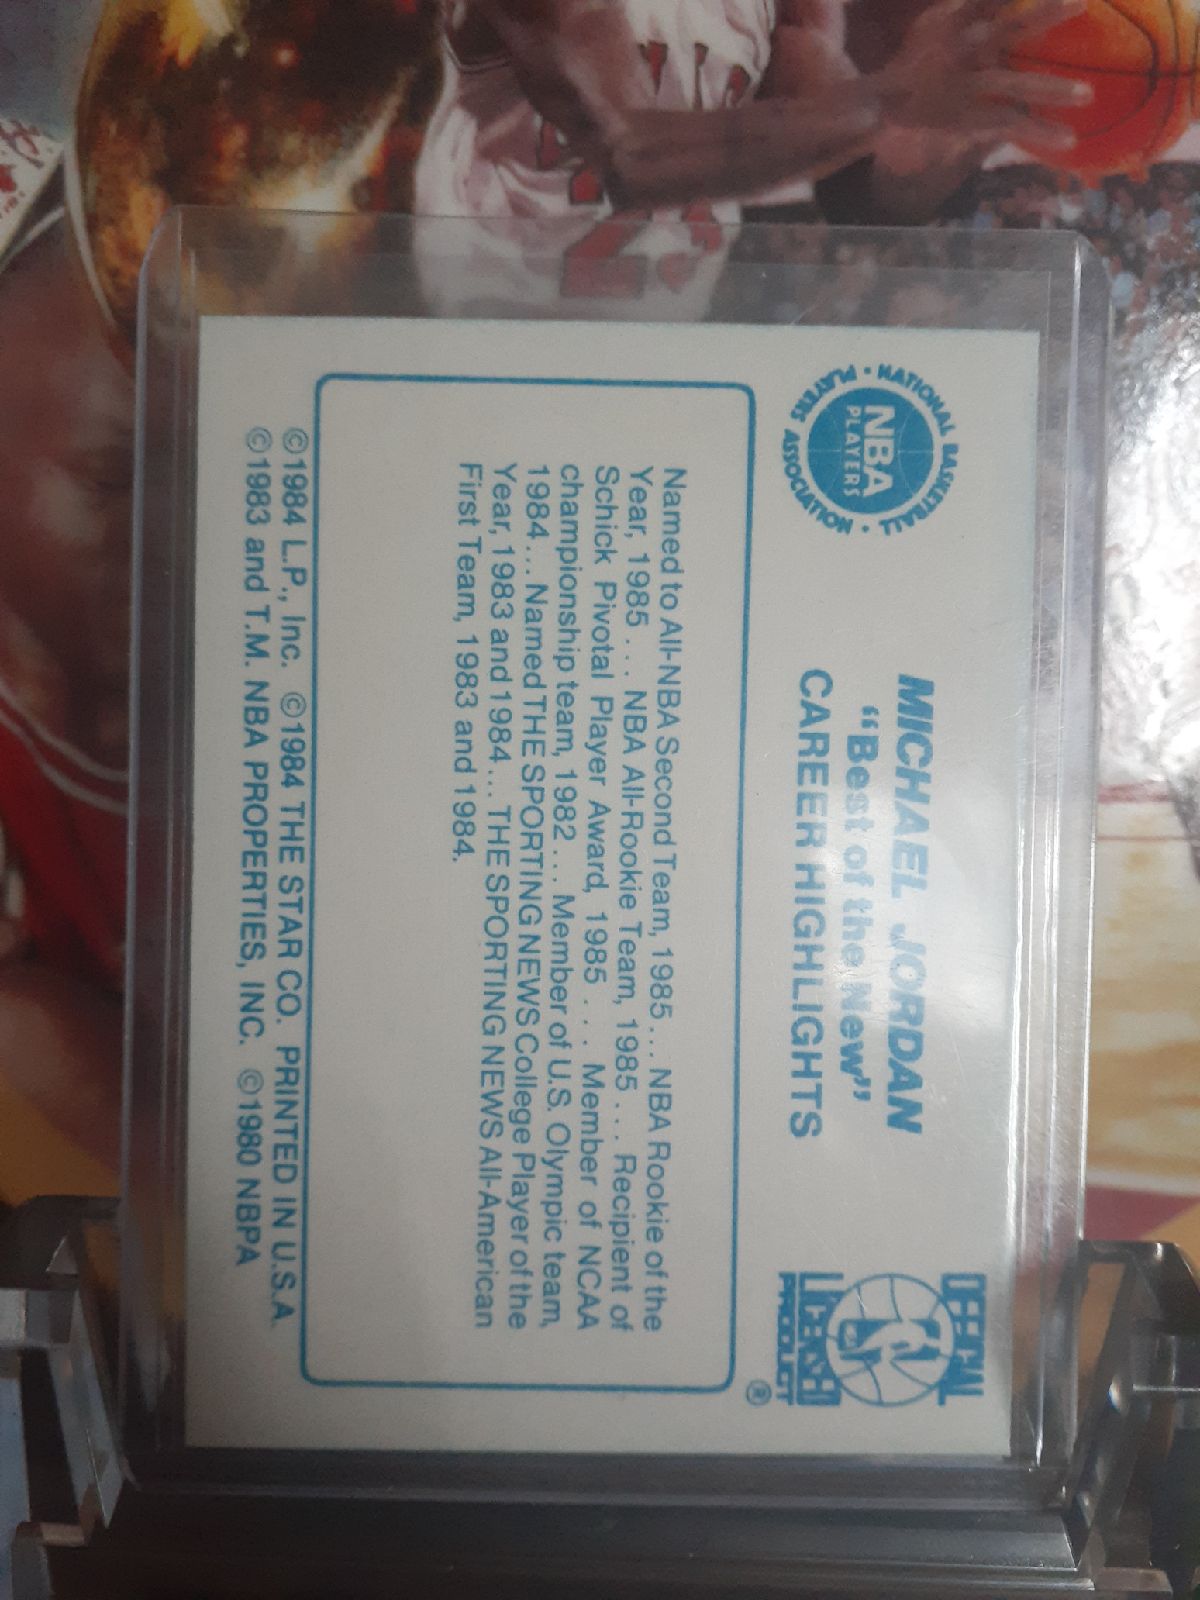 NATIONAL BASKETBALL PLAYERS ASSOCIATION
NBA
PLAYERS
MICHAEL JORDAN
“Best of the New”
CAREER HIGHLIGHTS
OFFICIAL
LICENSED
PRODUCT
®
Named to All-NBA Second Team, 1985 ... NBA Rookie of the
Year, 1985 ... NBA All-Rookie Team, 1985 ... Recipient of
Schick Pivotal Player Award, 1985 ... Member of NCAA
championship team, 1982 ... Member of U.S. Olympic team,
1984 ... Named THE SPORTING NEWS College Player of the
Year, 1983 and 1984 ... THE SPORTING NEWS All-American
First Team, 1983 and 1984.
©1984 L.P., Inc. ©1984 THE STAR CO. PRINTED IN U.S.A
©1983 and T.M. NBA PROPERTIES, INC. ©1980 NBPA